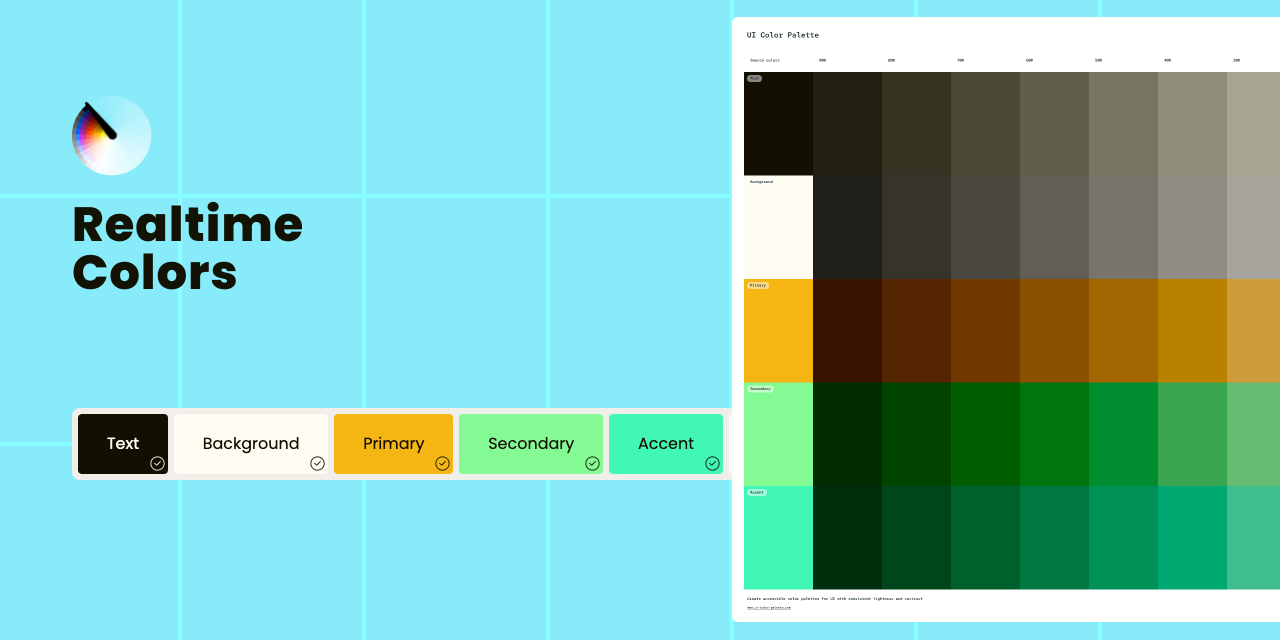 Realtime
Colors
Text
Background
Primary
Secondary
Accent
UI Color Palette
Source colors 900 800 700 600 500 400 300
Text
Background
Primary
Secondary
Accent
Create accessible color palettes for UI with consistent lightness and contrast
www.ui-color-palette.com